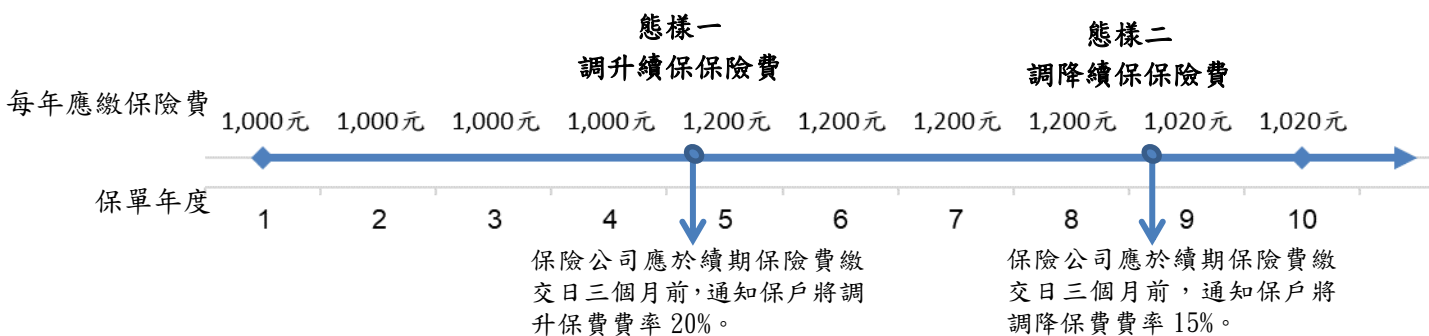 態樣一
調升續保保險費
態樣二
調降續保保險費
每年應繳保險費
1,000元 1,000元 1,000元 1,000元 1,200元 1,200元 1,200元 1,200元 1,020元 1,020元
保單年度
1 2 3 4 5 6 7 8 9 10
保險公司應於續期保險費繳
交日三個月前，通知保戶將調
升保費費率 20%。
保險公司應於續期保險費繳
交日三個月前，通知保戶將
調降保費費率 15%。